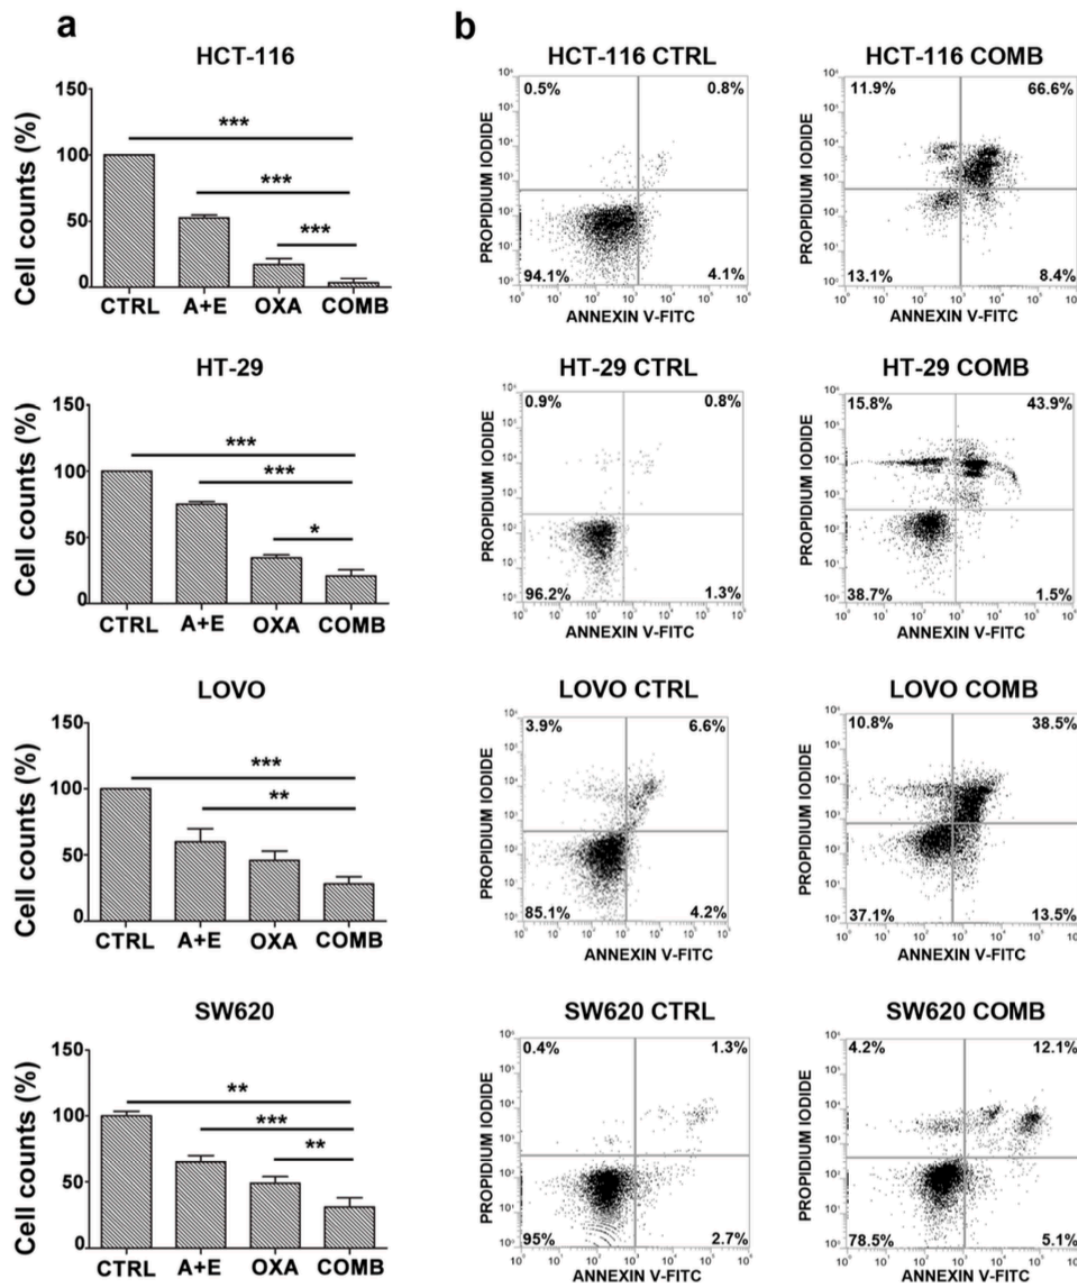 a
HCT-116
150
100
50
0
Cell counts (%)
***
***
***
CTRL A+E OXA COMB
HT-29
150
100
50
0
Cell counts (%)
***
***
*
CTRL A+E OXA COMB
LOVO
150
100
50
0
Cell counts (%)
***
**
CTRL A+E OXA COMB
SW620
150
100
50
0
Cell counts (%)
**
***
**
CTRL A+E OXA COMB
b
HCT-116 CTRL
PROPIDIUM IODIDE
0.5% 0.8%
94.1% 4.1%
ANNEXIN V-FITC
HCT-116 COMB
PROPIDIUM IODIDE
11.9% 66.6%
13.1% 8.4%
ANNEXIN V-FITC
HT-29 CTRL
PROPIDIUM IODIDE
0.9% 0.8%
96.2% 1.3%
ANNEXIN V-FITC
HT-29 COMB
PROPIDIUM IODIDE
15.8% 43.9%
38.7% 1.5%
ANNEXIN V-FITC
LOVO CTRL
PROPIDIUM IODIDE
3.9% 6.6%
85.1% 4.2%
ANNEXIN V-FITC
LOVO COMB
PROPIDIUM IODIDE
10.8% 38.5%
37.1% 13.5%
ANNEXIN V-FITC
SW620 CTRL
PROPIDIUM IODIDE
0.4% 1.3%
95% 2.7%
ANNEXIN V-FITC
SW620 COMB
PROPIDIUM IODIDE
4.2% 12.1%
78.5% 5.1%
ANNEXIN V-FITC